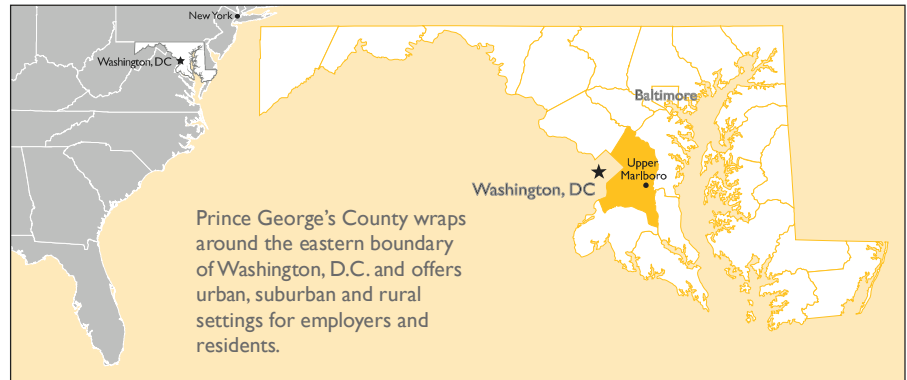 New York
Washington, DC
Baltimore
Upper
Marlboro
Washington, DC
Prince George's County wraps
around the eastern boundary
of Washington, D.C. and offers
urban, suburban and rural
settings for employers and
residents.